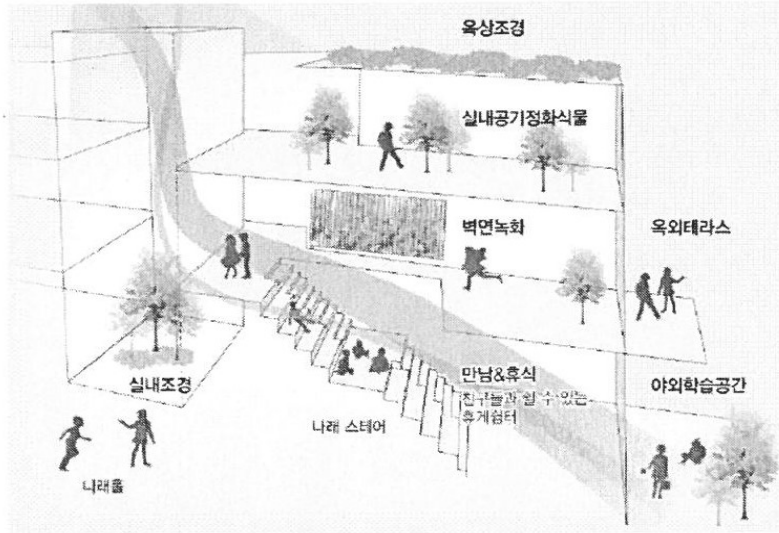 옥상조경
실내공기정화식물
벽면녹화
옥외테라스
실내조경
만남&휴식
친구들과 쉴 수 있는
휴게쉼터
야외학습공간
나래 스테어
나래홀